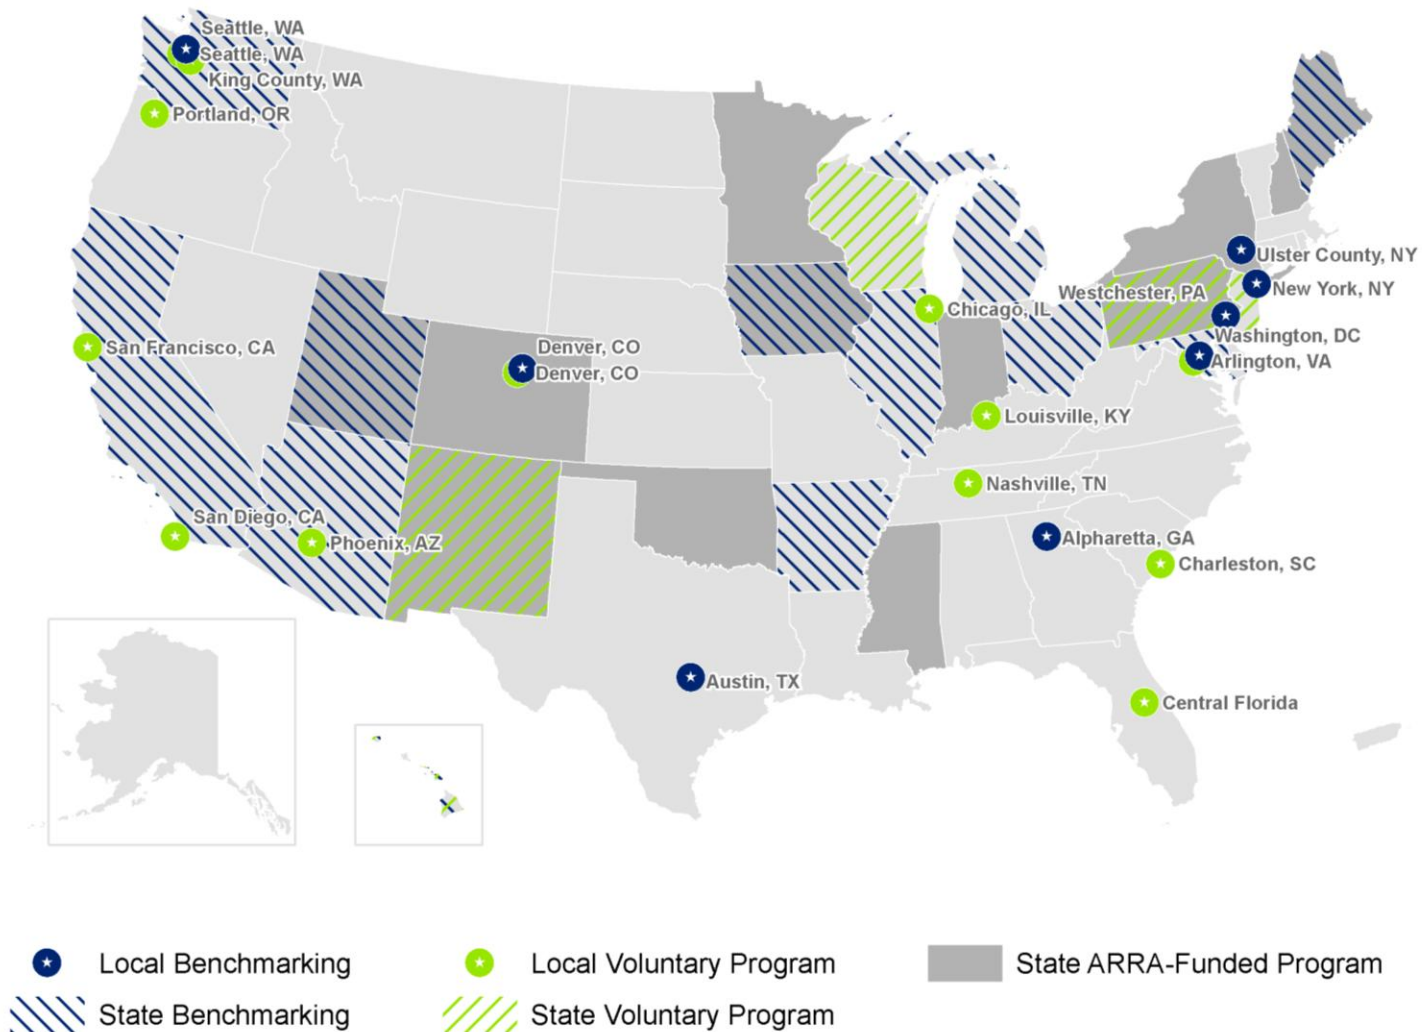 Seattle, WA
Seattle, WA
King County, WA
Portland, OR
Ulster County, NY
Westchester, PA
New York, NY
Chicago, IL
Washington, DC
San Francisco, CA
Denver, CO
Arlington, VA
Denver, CO
Louisville, KY
Nashville, TN
San Diego, CA
Phoenix, AZ
Alpharetta, GA
Charleston, SC
Austin, TX
Central Florida
Local Benchmarking
Local Voluntary Program
State ARRA-Funded Program
State Benchmarking
State Voluntary Program